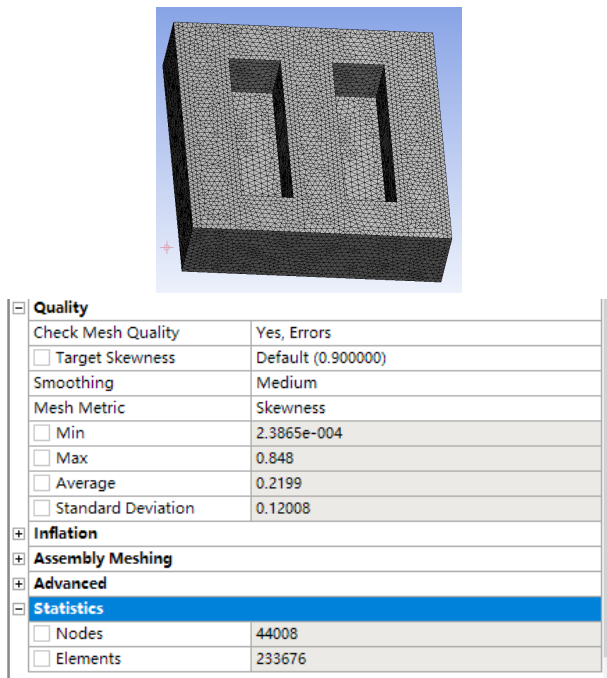 Quality
Check Mesh Quality Yes, Errors
Target Skewness Default (0.900000)
Smoothing Medium
Mesh Metric Skewness
Min 2.3865e-004
Max 0.848
Average 0.2199
Standard Deviation 0.12008
Inflation
Assembly Meshing
Advanced
Statistics
Nodes 44008
Elements 233676